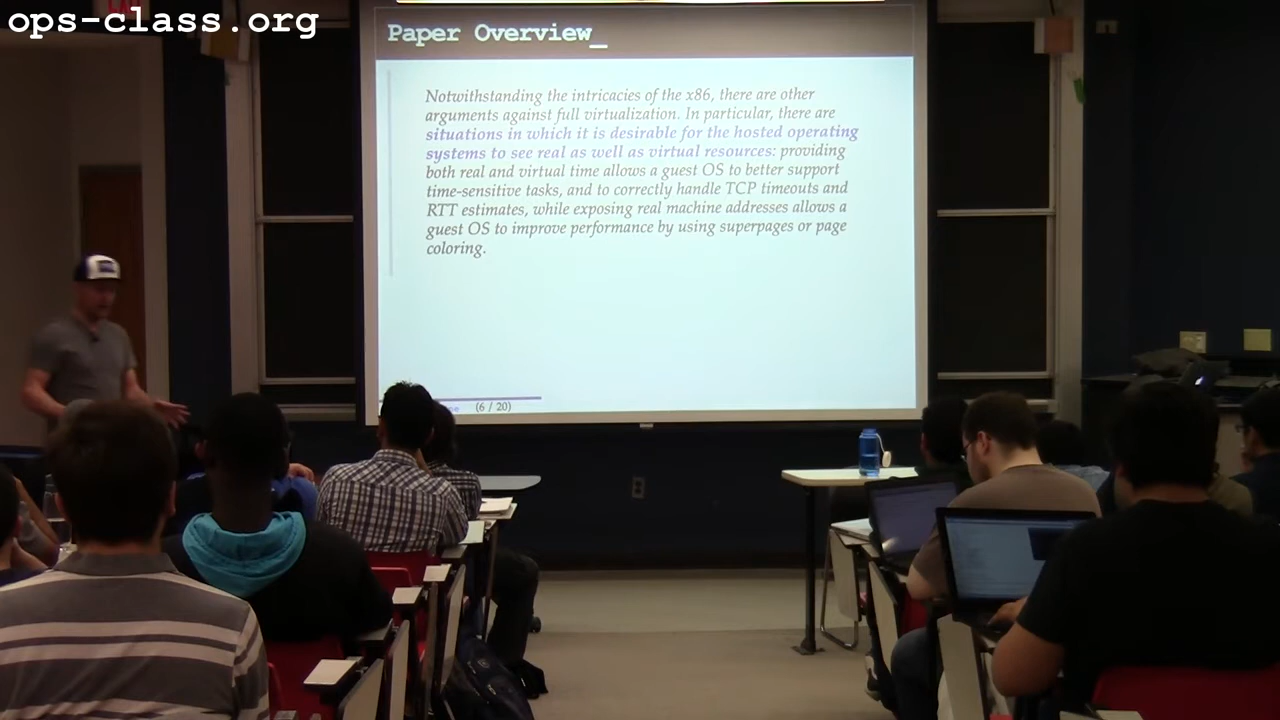 ops-class.org
Paper Overview_
Notwithstanding the intricacies of the x86, there are other
arguments against full virtualization. In particular, there are
situations in which it is desirable for the hosted operating
systems to see real as well as virtual resources: providing
both real and virtual time allows a guest OS to better support
time-sensitive tasks, and to correctly handle TCP timeouts and
RTT estimates, while exposing real machine addresses allows a
guest OS to improve performance by using superpages or page
coloring.
(6 / 20)